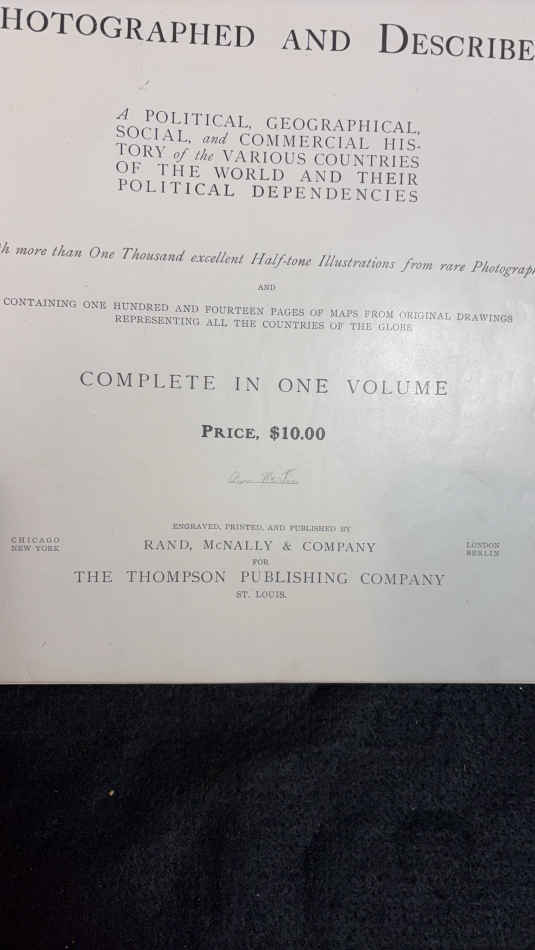 HOTOGRAPHED AND DESCRIBE
A POLITICAL, GEOGRAPHICAL,
SOCIAL, and COMMERCIAL HIS-
TORY of the VARIOUS COUNTRIES
OF THE WORLD AND THEIR
POLITICAL DEPENDENCIES
h more than One Thousand excellent Half-tone Illustrations from rare Photograp
AND
CONTAINING ONE HUNDRED AND FOURTEEN PAGES OF MAPS FROM ORIGINAL DRAWINGS
REPRESENTING ALL THE COUNTRIES OF THE GLOBE
COMPLETE IN ONE VOLUME
PRICE, $10.00
ENGRAVED, PRINTED, AND PUBLISHED BY
CHICAGO
NEW YORK
RAND, McNALLY & COMPANY
LONDON
BERLIN
FOR
THE THOMPSON PUBLISHING COMPANY
ST. LOUIS.